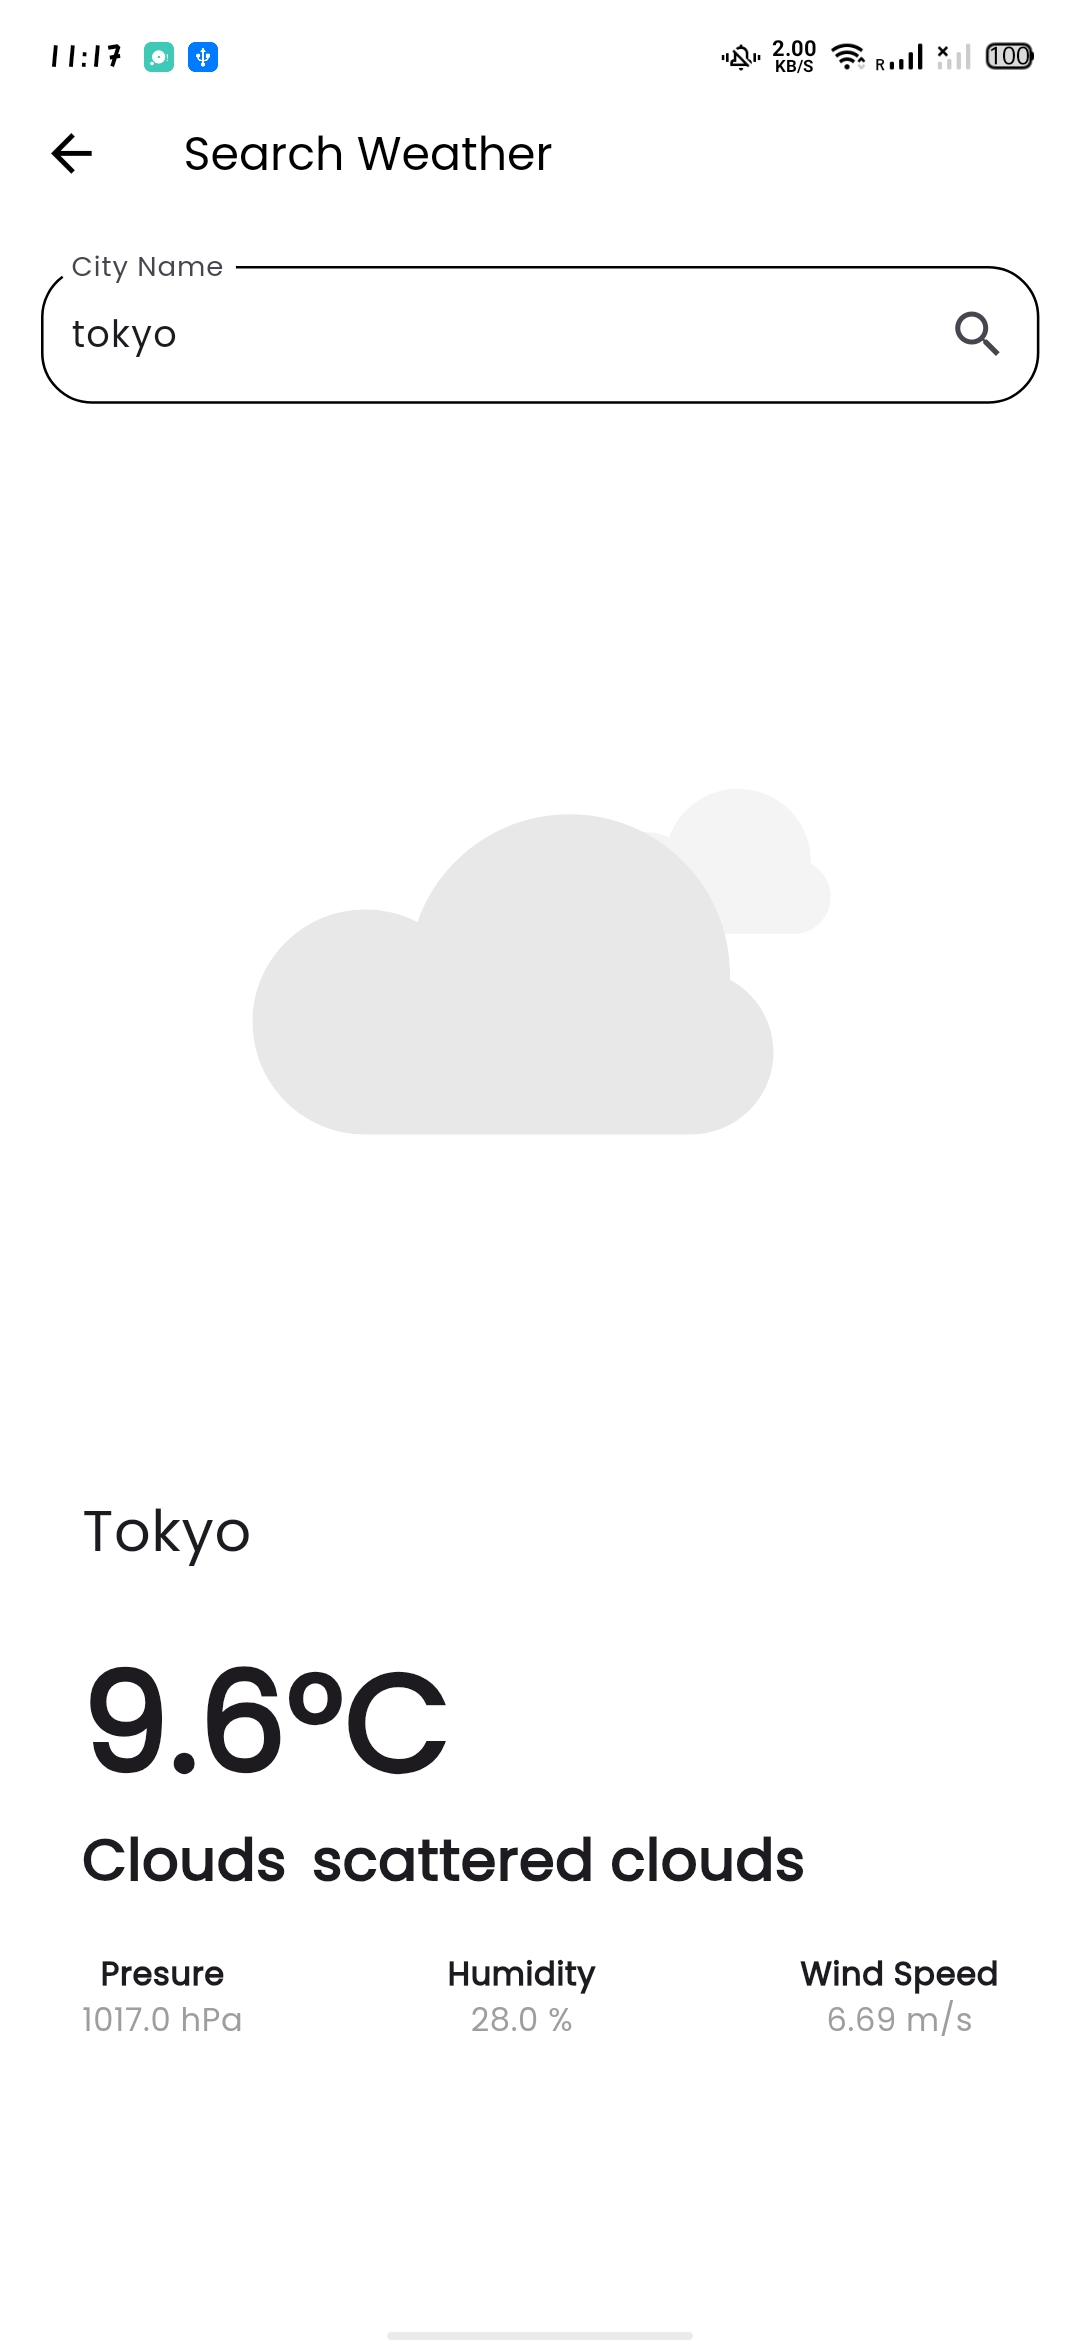 11:17 2.00 KB/S R 100
Search Weather
City Name
tokyo
Tokyo
9.6°C
Clouds scattered clouds
Presure Humidity Wind Speed
1017.0 hPa 28.0 % 6.69 m/s